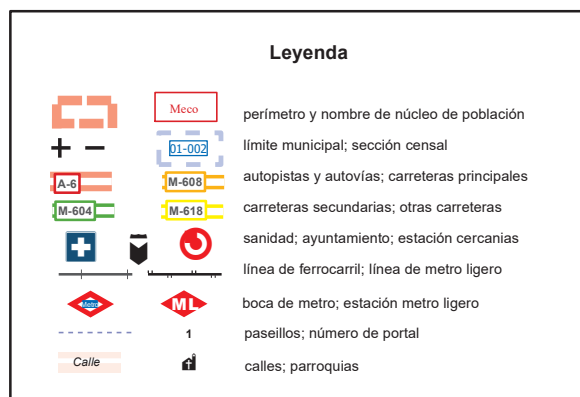 Leyenda
Meco
perímetro y nombre de núcleo de población
01-002
límite municipal; sección censal
A-6
M-608
autopistas y autovías; carreteras principales
M-604
M-618
carreteras secundarias; otras carreteras
sanidad; ayuntamiento; estación cercanias
línea de ferrocarril; línea de metro ligero
Metro
ML
boca de metro; estación metro ligero
1
paseillos; número de portal
Calle
calles; parroquias